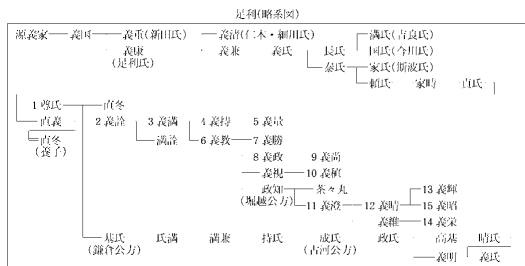 足利(略系図)
源義家 義国 義重(新田氏) 義清(仁木・細川氏) 満氏(吉良氏)
義康 義兼 義氏 長氏 国氏(今川氏)
(足利氏) 泰氏 家氏(斯波氏)
頼氏 家時 貞氏
1 尊氏 直冬
直義 2 義詮 3 義満 4 義持 5 義量
直冬 満詮 6 義教 7 義勝
(養子)
8 義政 9 義尚
義視 10 義稙
政知 茶々丸 13 義輝
(堀越公方) 11 義澄 12 義晴 15 義昭
義維 14 義栄
基氏 氏満 満兼 持氏 成氏 政氏 高基 晴氏
(鎌倉公方) (古河公方) 義明 義氏